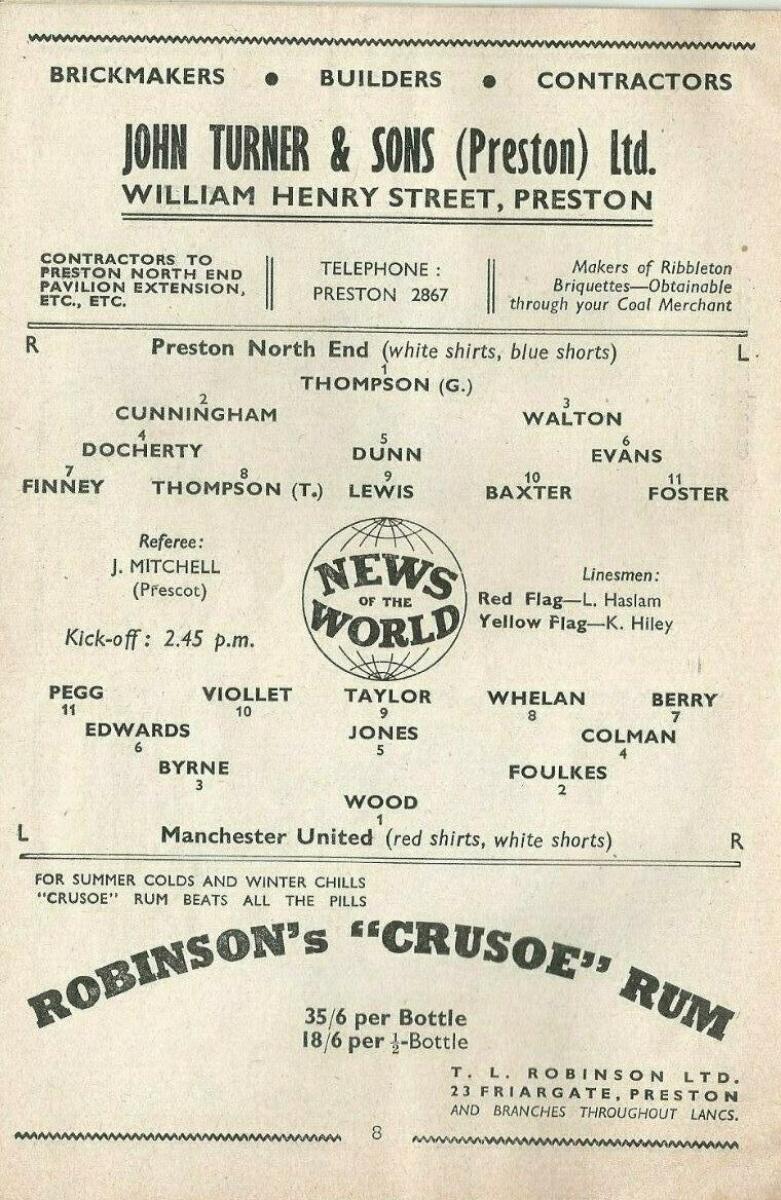 BRICKMAKERS • BUILDERS • CONTRACTORS
JOHN TURNER & SONS (Preston) Ltd.
WILLIAM HENRY STREET, PRESTON
CONTRACTORS TO
PRESTON NORTH END
PAVILION EXTENSION,
ETC., ETC.
TELEPHONE :
PRESTON 2867
Makers of Ribbleton
Briquettes—Obtainable
through your Coal Merchant
R Preston North End (white shirts, blue shorts) L
1
THOMPSON (G.)
2 3
CUNNINGHAM WALTON
4 5 6
DOCHERTY DUNN EVANS
7 8 9 10 11
FINNEY THOMPSON (T.) LEWIS BAXTER FOSTER
Referee:
J. MITCHELL
(Prescot)
Kick-off: 2.45 p.m.
NEWS
OF THE
WORLD
Linesmen:
Red Flag—L. Haslam
Yellow Flag—K. Hiley
PEGG VIOLLET TAYLOR WHELAN BERRY
11 10 9 8 7
EDWARDS JONES COLMAN
6 5 4
BYRNE FOULKES
3 2
WOOD
1
L Manchester United (red shirts, white shorts) R
FOR SUMMER COLDS AND WINTER CHILLS
"CRUSOE" RUM BEATS ALL THE PILLS
ROBINSON's "CRUSOE" RUM
35/6 per Bottle
18/6 per ½-Bottle
T. L. ROBINSON LTD.
23 FRIARGATE, PRESTON
AND BRANCHES THROUGHOUT LANCS.
8